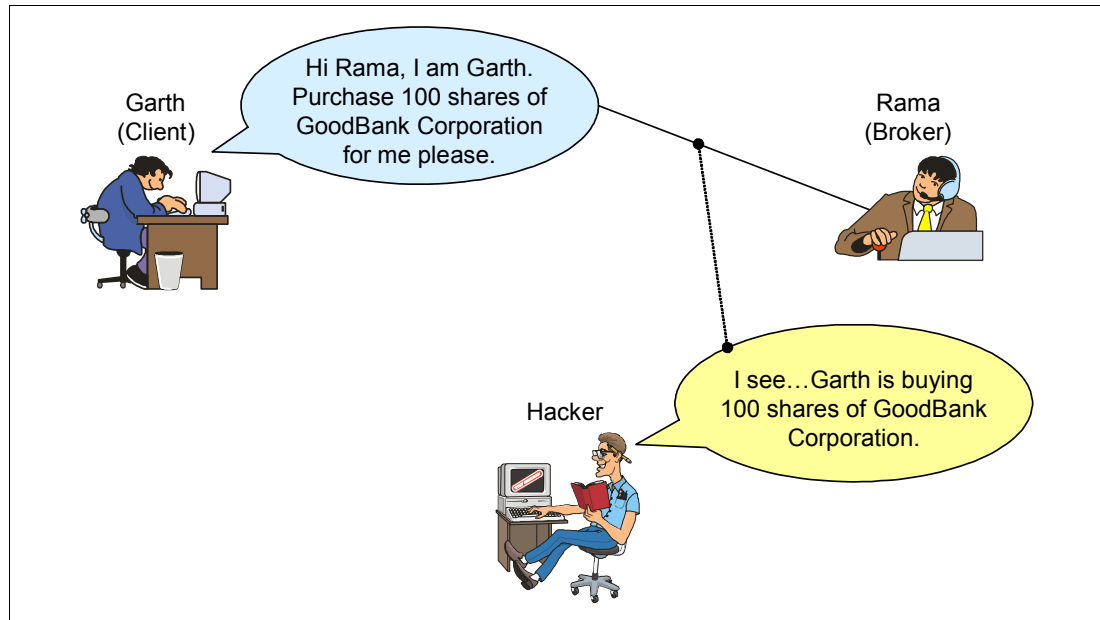 Garth
(Client)
Hi Rama, I am Garth.
Purchase 100 shares of
GoodBank Corporation
for me please.
Rama
(Broker)
Hacker
I see…Garth is buying
100 shares of GoodBank
Corporation.